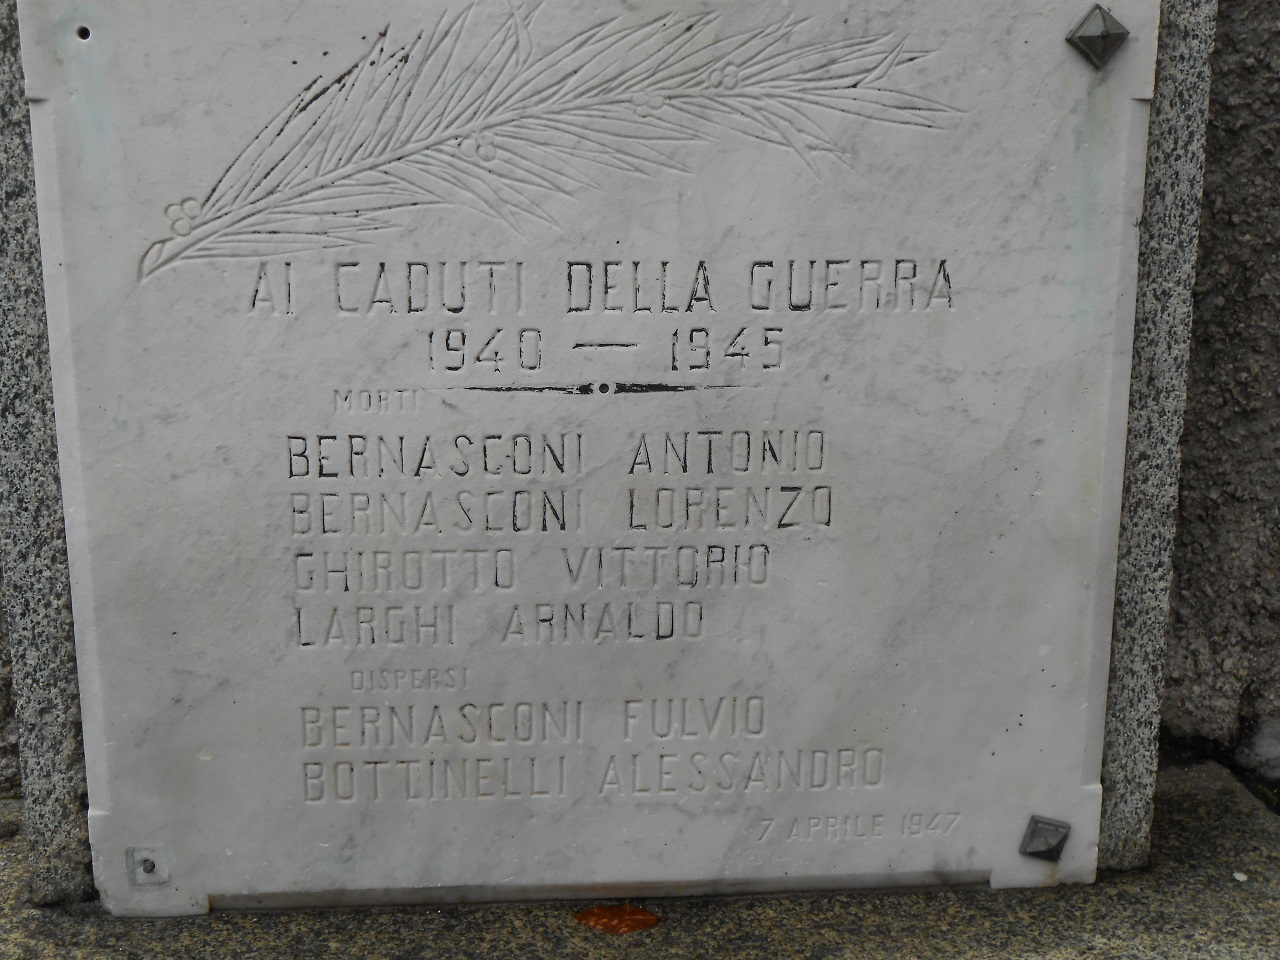 AI CADUTI DELLA GUERRA
1940 — 1945
MORTI
BERNASCONI ANTONIO
BERNASCONI LORENZO
GHIROTTO VITTORIO
LARGHI ARNALDO
DISPERSI
BERNASCONI FULVIO
BOTTINELLI ALESSANDRO
7 APRILE 1947